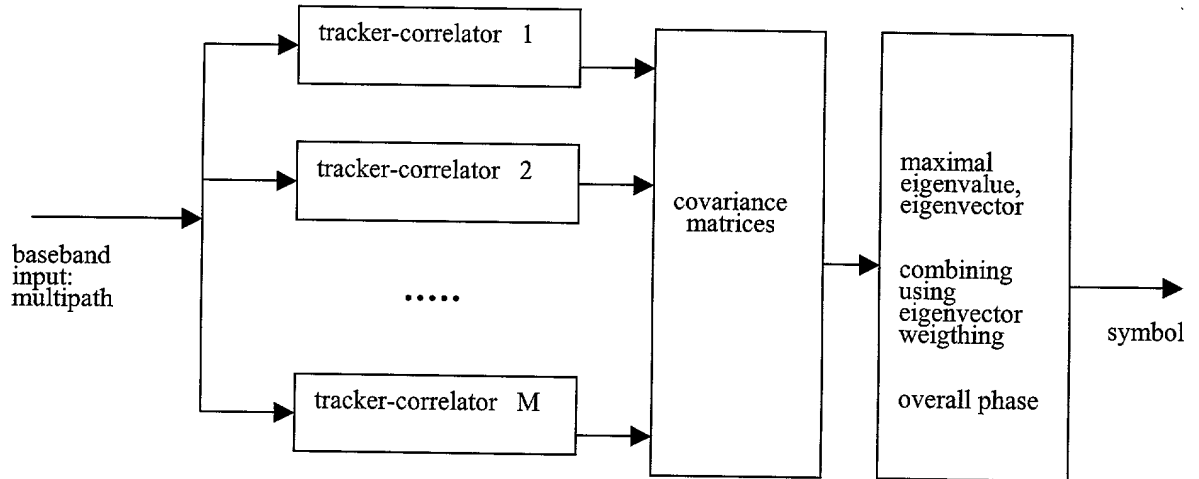 tracker-correlator 1
tracker-correlator 2
.....
tracker-correlator M
baseband
input:
multipath
covariance
matrices
maximal
eigenvalue,
eigenvector
combining
using
eigenvector
weigthing
overall phase
symbol